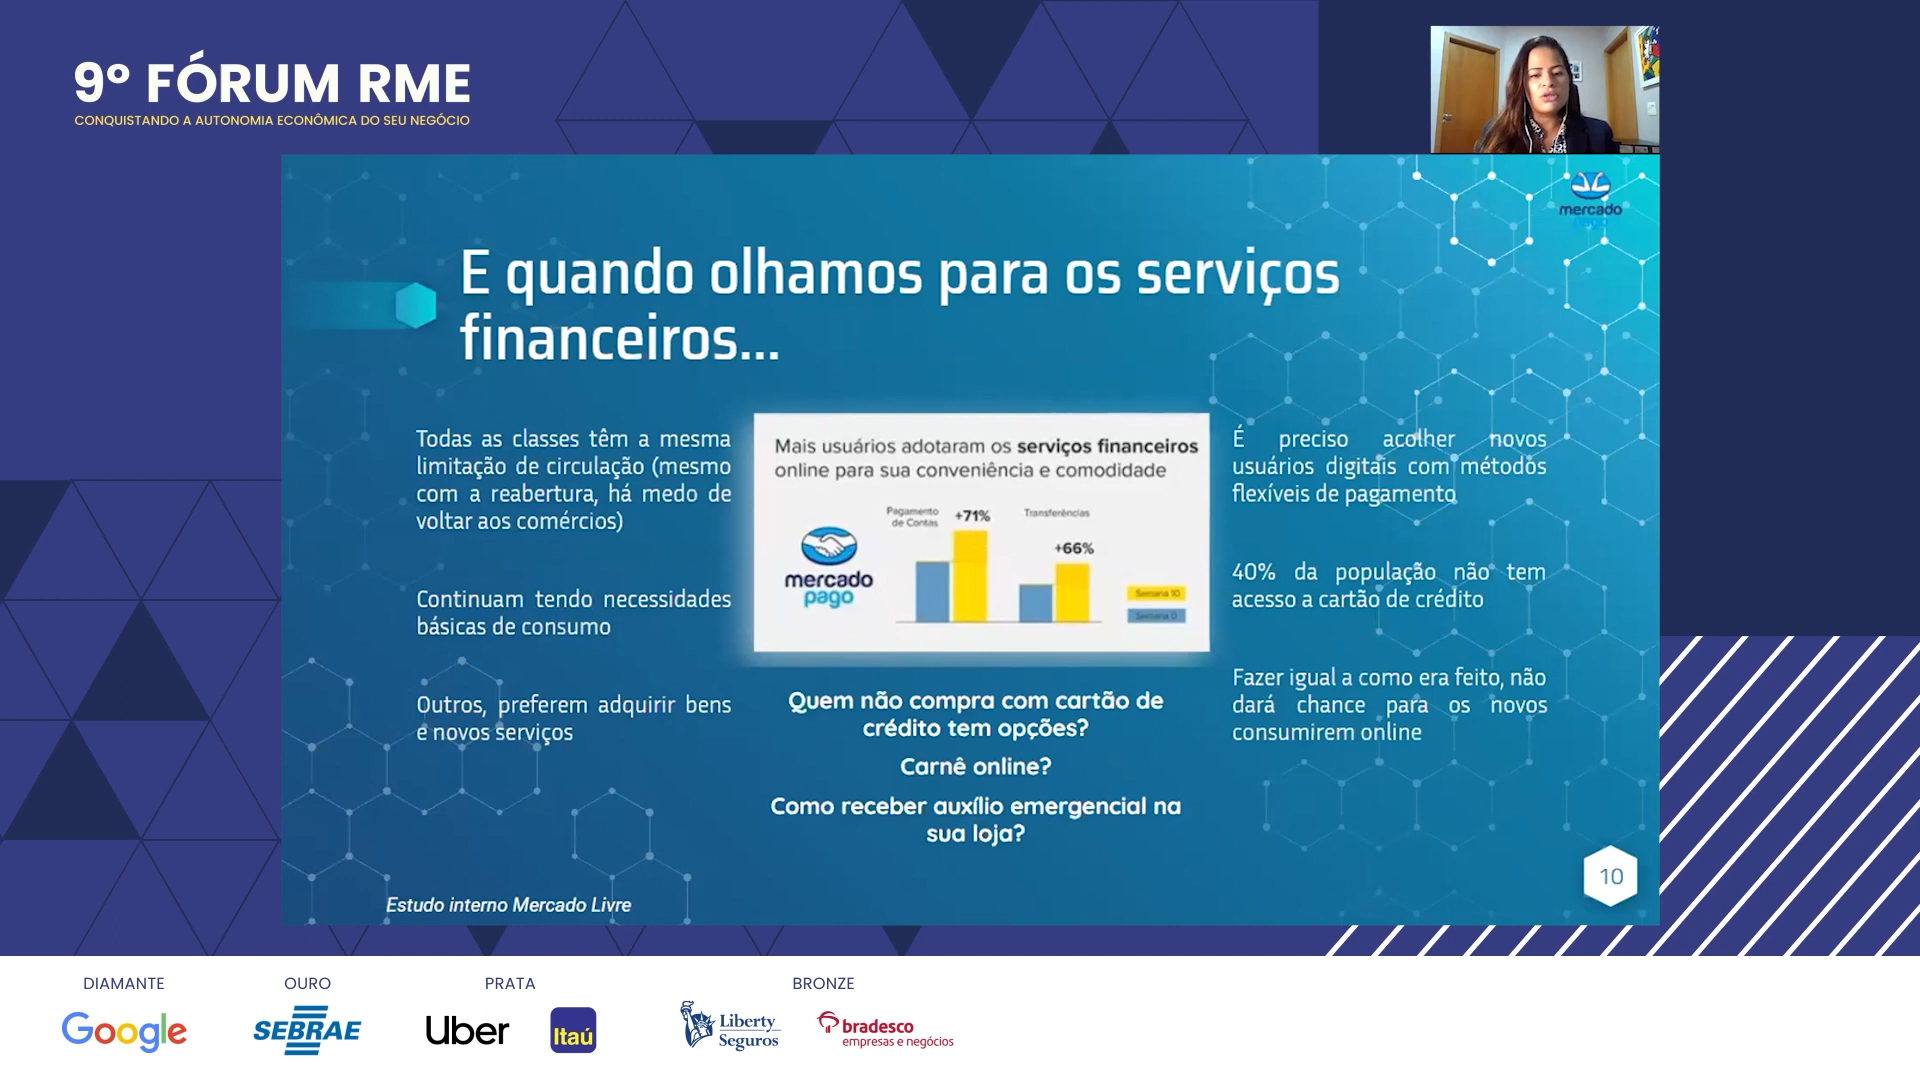 9º FÓRUM RME
CONQUISTANDO A AUTONOMIA ECONÔMICA DO SEU NEGÓCIO
mercado
pago
E quando olhamos para os serviços
financeiros...
Todas as classes têm a mesma
limitação de circulação (mesmo
com a reabertura, há medo de
voltar aos comércios)
Continuam tendo necessidades
básicas de consumo
Outros, preferem adquirir bens
e novos serviços
Mais usuários adotaram os serviços financeiros
online para sua conveniência e comodidade
Pagamento
de Contas
+71%
Transferências
+66%
mercado
pago
Semana 10
Semana 0
Quem não compra com cartão de
crédito tem opções?
Carnê online?
Como receber auxílio emergencial na
sua loja?
É preciso acolher novos
usuários digitais com métodos
flexíveis de pagamento
40% da população não tem
acesso a cartão de crédito
Fazer igual a como era feito, não
dará chance para os novos
consumirem online
Estudo interno Mercado Livre
10
DIAMANTE
OURO
PRATA
BRONZE
Google
SEBRAE
Uber
Itaú
Liberty
Seguros
bradesco
empresas e negócios